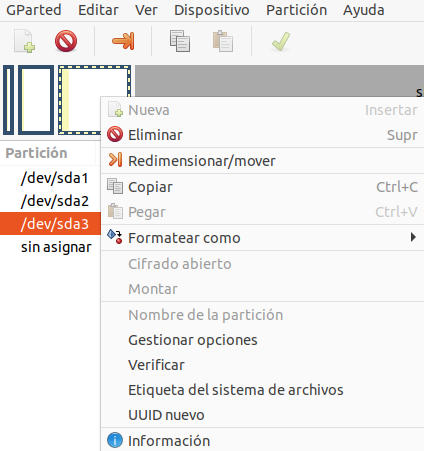 GParted Editar Ver Dispositivo Partición Ayuda
s
Nueva Insertar
Eliminar Supr
Redimensionar/mover
Copiar Ctrl+C
Pegar Ctrl+V
Formatear como
Cifrado abierto
Montar
Nombre de la partición
Gestionar opciones
Verificar
Etiqueta del sistema de archivos
UUID nuevo
Información
Partición
/dev/sda1
/dev/sda2
/dev/sda3
sin asignar